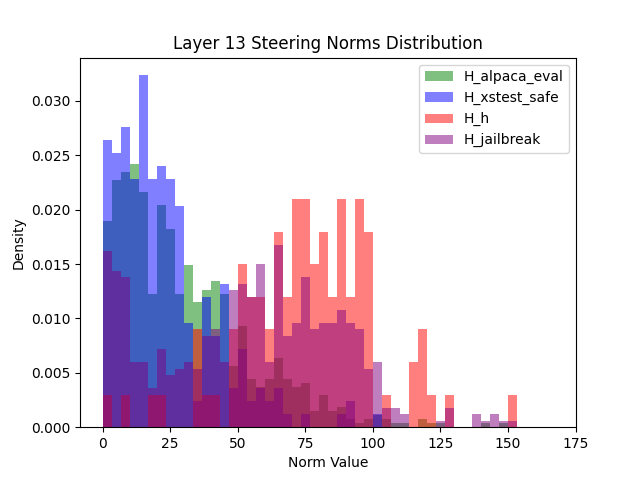 Layer 13 Steering Norms Distribution
H_alpaca_eval
H_xstest_safe
H_h
H_jailbreak
Density
0.030
0.025
0.020
0.015
0.010
0.005
0.000
0 25 50 75 100 125 150 175
Norm Value